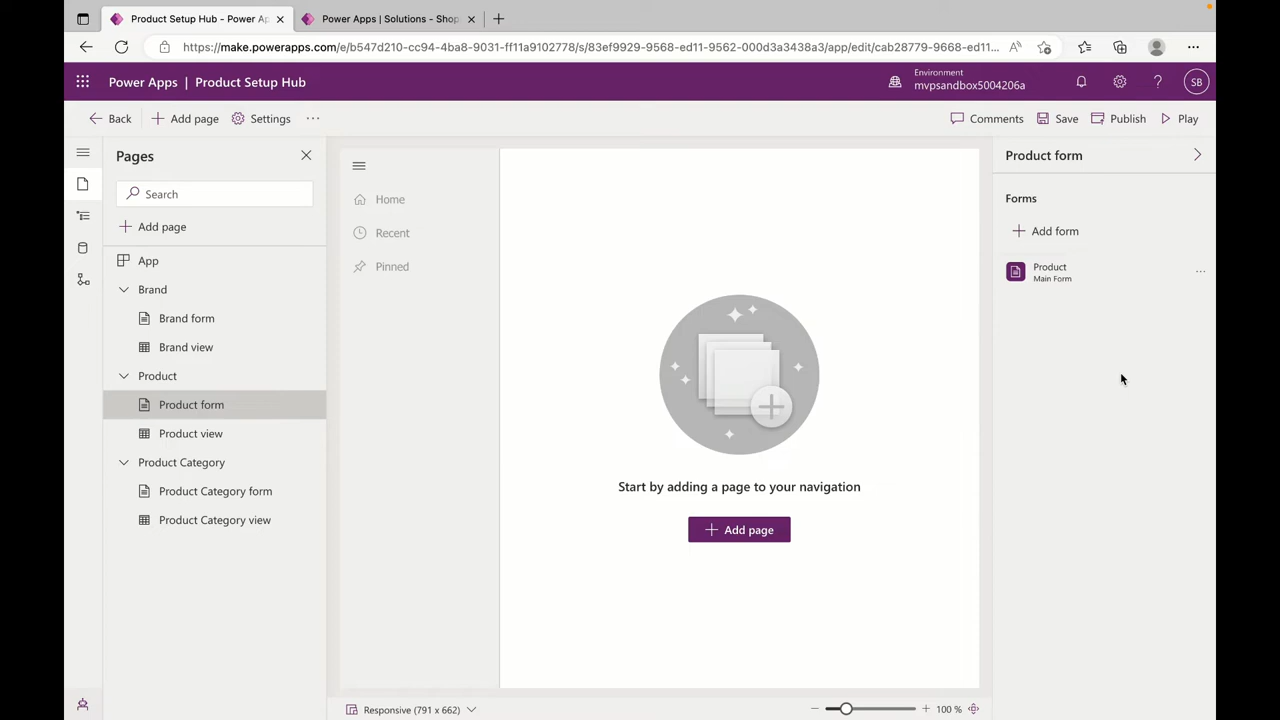 Product Setup Hub - Power Ap
Power Apps | Solutions - Shop
https://make.powerapps.com/e/b547d210-cc94-4ba8-9031-ff11a9102778/s/83ef9929-9568-ed11-9562-000d3a3438a3/app/edit/cab28779-9668-ed11...
Power Apps | Product Setup Hub
Environment
mvpsandbox5004206a
SB
Back
Add page
Settings
Comments
Save
Publish
Play
Pages
Search
Add page
App
Brand
Brand form
Brand view
Product
Product form
Product view
Product Category
Product Category form
Product Category view
Home
Recent
Pinned
Start by adding a page to your navigation
Add page
Responsive (791 x 662)
100 %
Product form
Forms
Add form
Product
Main Form